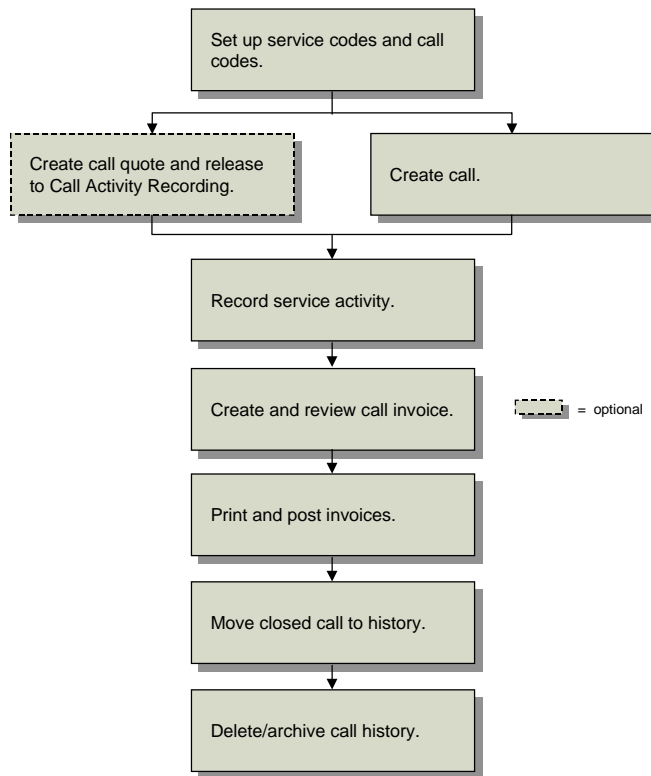 Set up service codes and call
codes.
Create call quote and release
to Call Activity Recording.
Create call.
Record service activity.
Create and review call invoice.
= optional
Print and post invoices.
Move closed call to history.
Delete/archive call history.